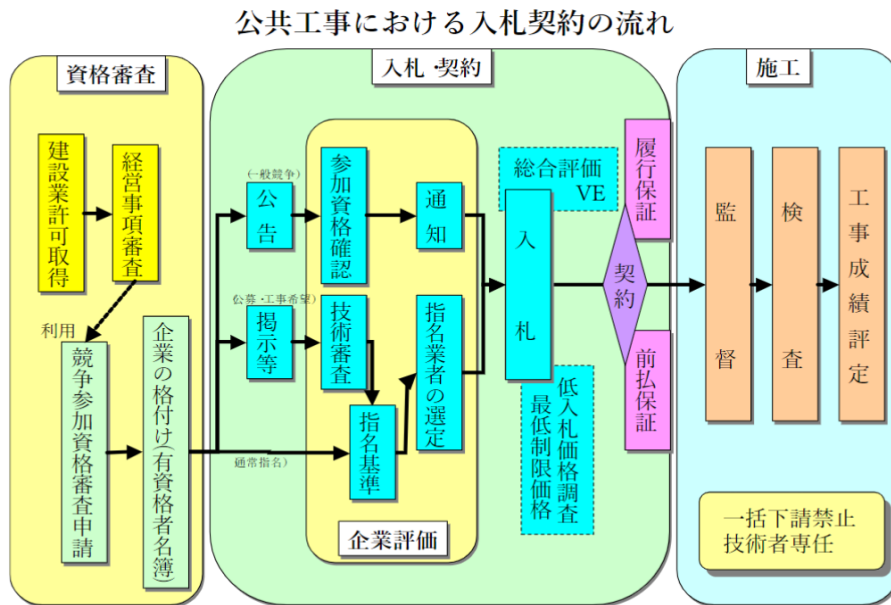 公共工事における入札契約の流れ
資格審査
建設業許可取得
経営事項審査
利用
競争参加資格審査申請
企業の格付け(有資格者名簿)
入札・契約
(一般競争)
公告
参加資格確認
通知
公募・工事希望)
掲示等
技術審査
指名業者の選定
通常指名)
指名基準
企業評価
総合評価
VE
入札
低入札価格調査
最低制限価格
履行保証
契約
前払保証
施工
監督
検査
工事成績評定
一括下請禁止
技術者専任